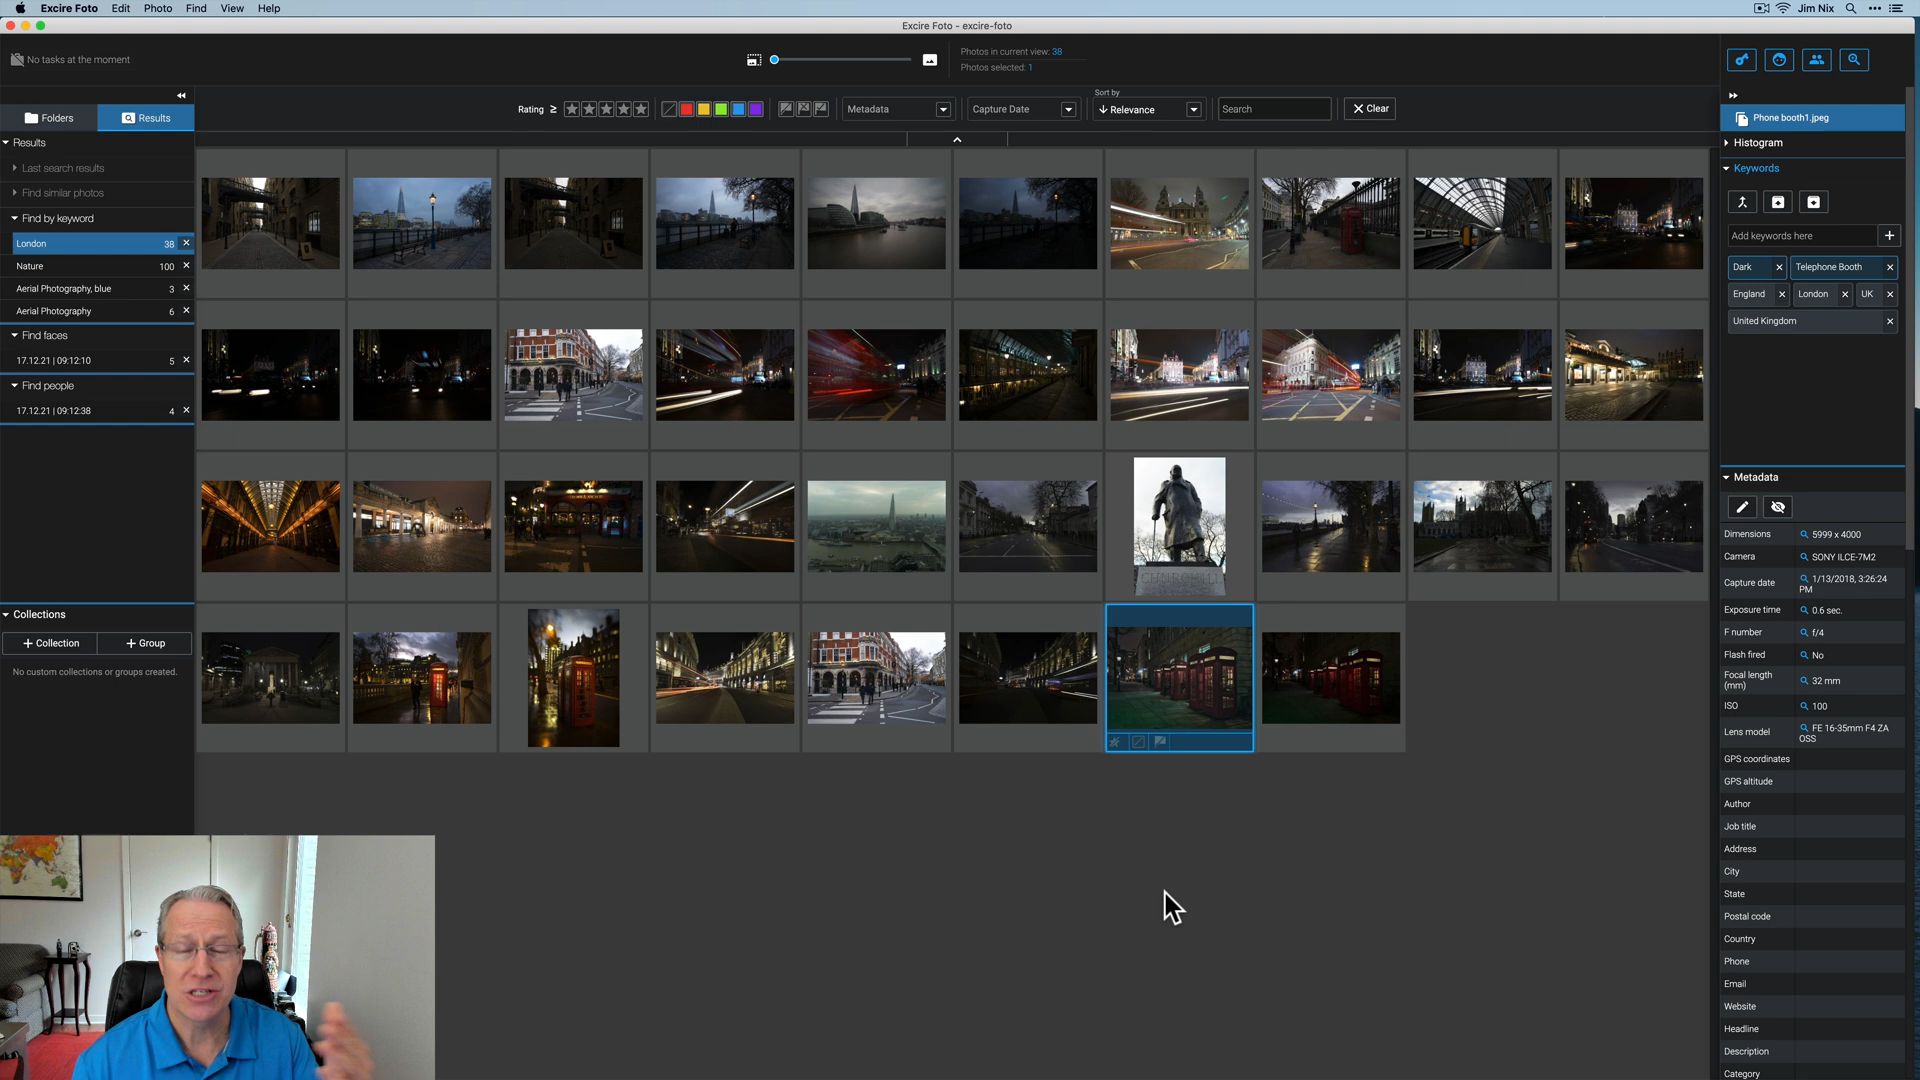 Excire Foto Edit Photo Find View Help
Jim Nix
Excire Foto - excire-foto
No tasks at the moment
Photos in current view: 38
Photos selected: 1
Folders
Results
Rating ≥
Metadata
Capture Date
Sort by
Relevance
Search
Clear
Results
Last search results
Find similar photos
Find by keyword
London 38
Nature 100
Aerial Photography, blue 3
Aerial Photography 6
Find faces
17.12.21 | 09:12:10 5
Find people
17.12.21 | 09:12:38 4
Collections
+ Collection
+ Group
No custom collections or groups created.
CHURCHILL
Phone booth1.jpeg
Histogram
Keywords
Add keywords here
Dark
Telephone Booth
England
London
UK
United Kingdom
Metadata
Dimensions 5999 x 4000
Camera SONY ILCE-7M2
Capture date 1/13/2018, 3:26:24 PM
Exposure time 0.6 sec.
F number f/4
Flash fired No
Focal length (mm) 32 mm
ISO 100
Lens model FE 16-35mm F4 ZA OSS
GPS coordinates
GPS altitude
Author
Job title
Address
City
State
Postal code
Country
Phone
Email
Website
Headline
Description
Category